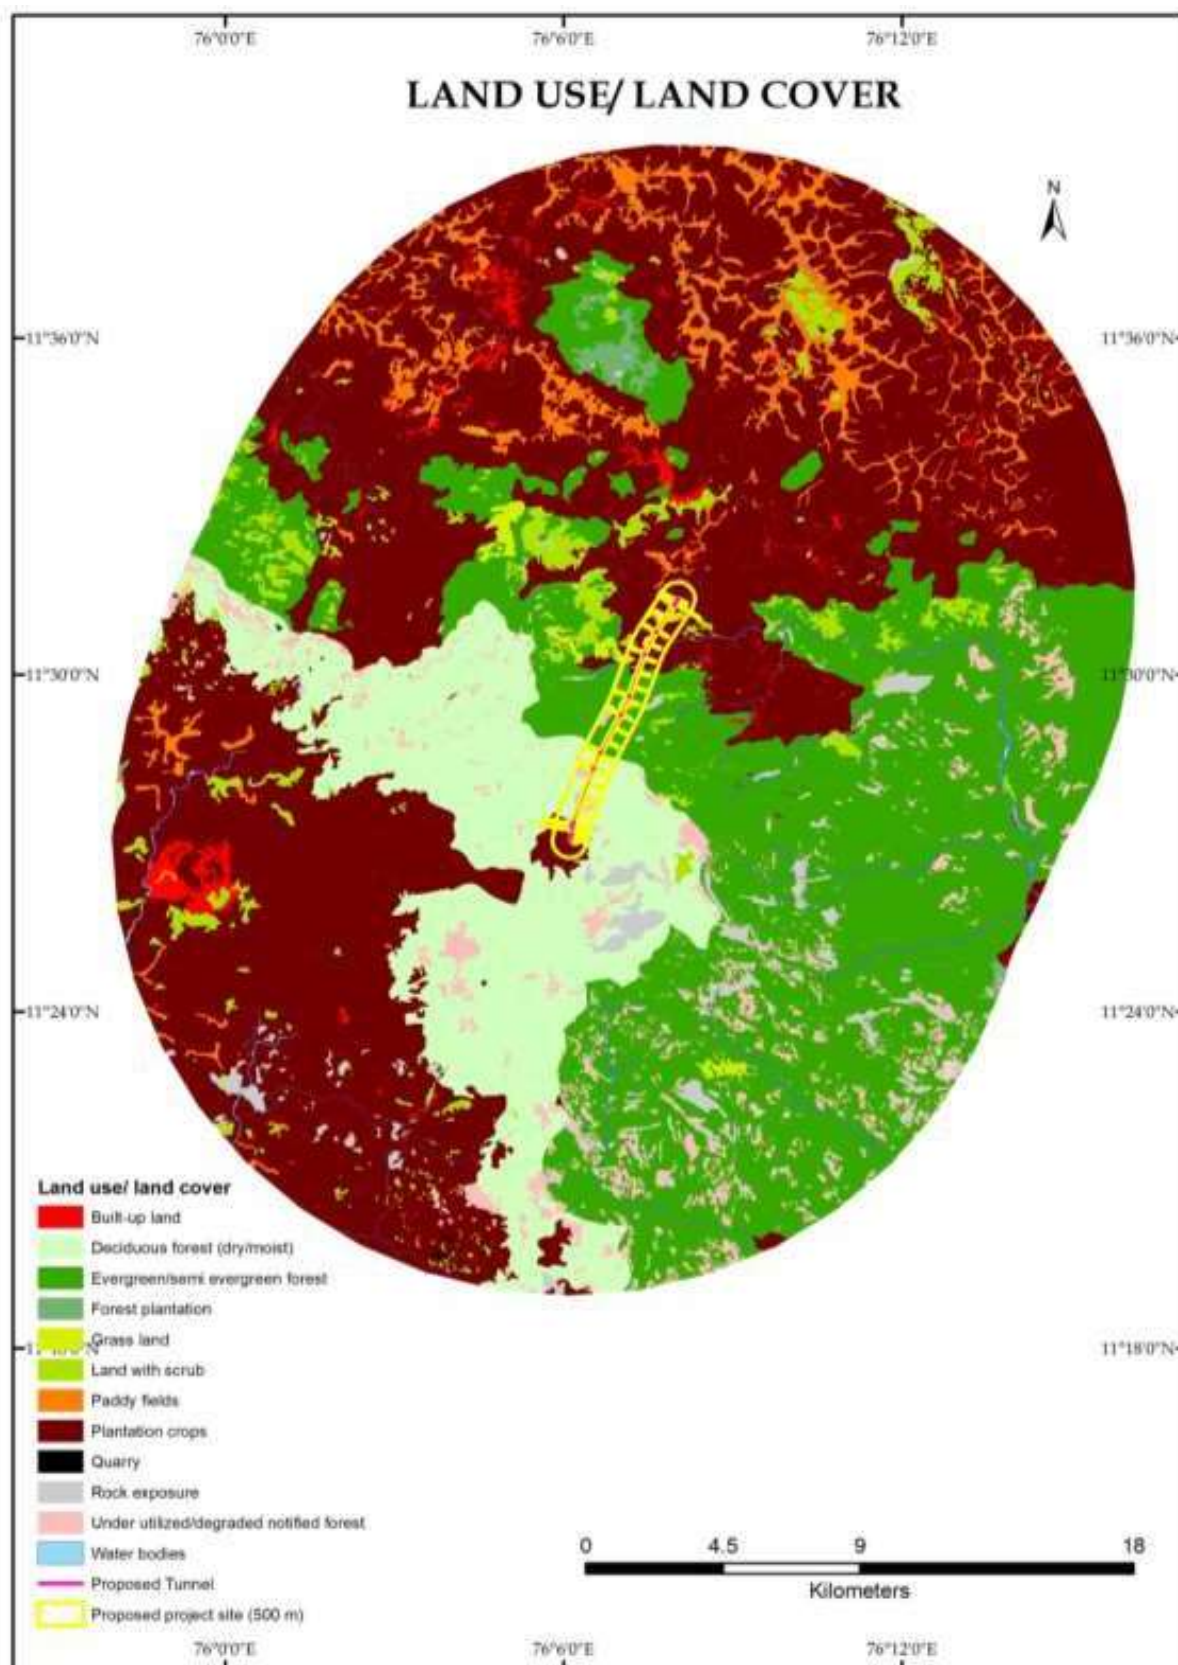 76°0'0"E 76°6'0"E 76°12'0"E
LAND USE/ LAND COVER
N
11°36'0"N 11°36'0"N
11°30'0"N 11°30'0"N
11°24'0"N 11°24'0"N
Land use/ land cover
Built-up land
Deciduous forest (dry/moist)
Evergreen/semi evergreen forest
Forest plantation
Grass land
11°18'0"N
Land with scrub
Paddy fields
Plantation crops
Quarry
Rock exposure
Under utilized/degraded notified forest
Water bodies
Proposed Tunnel
Proposed project site (500 m)
0 4.5 9 18
Kilometers
76°0'0"E 76°6'0"E 76°12'0"E